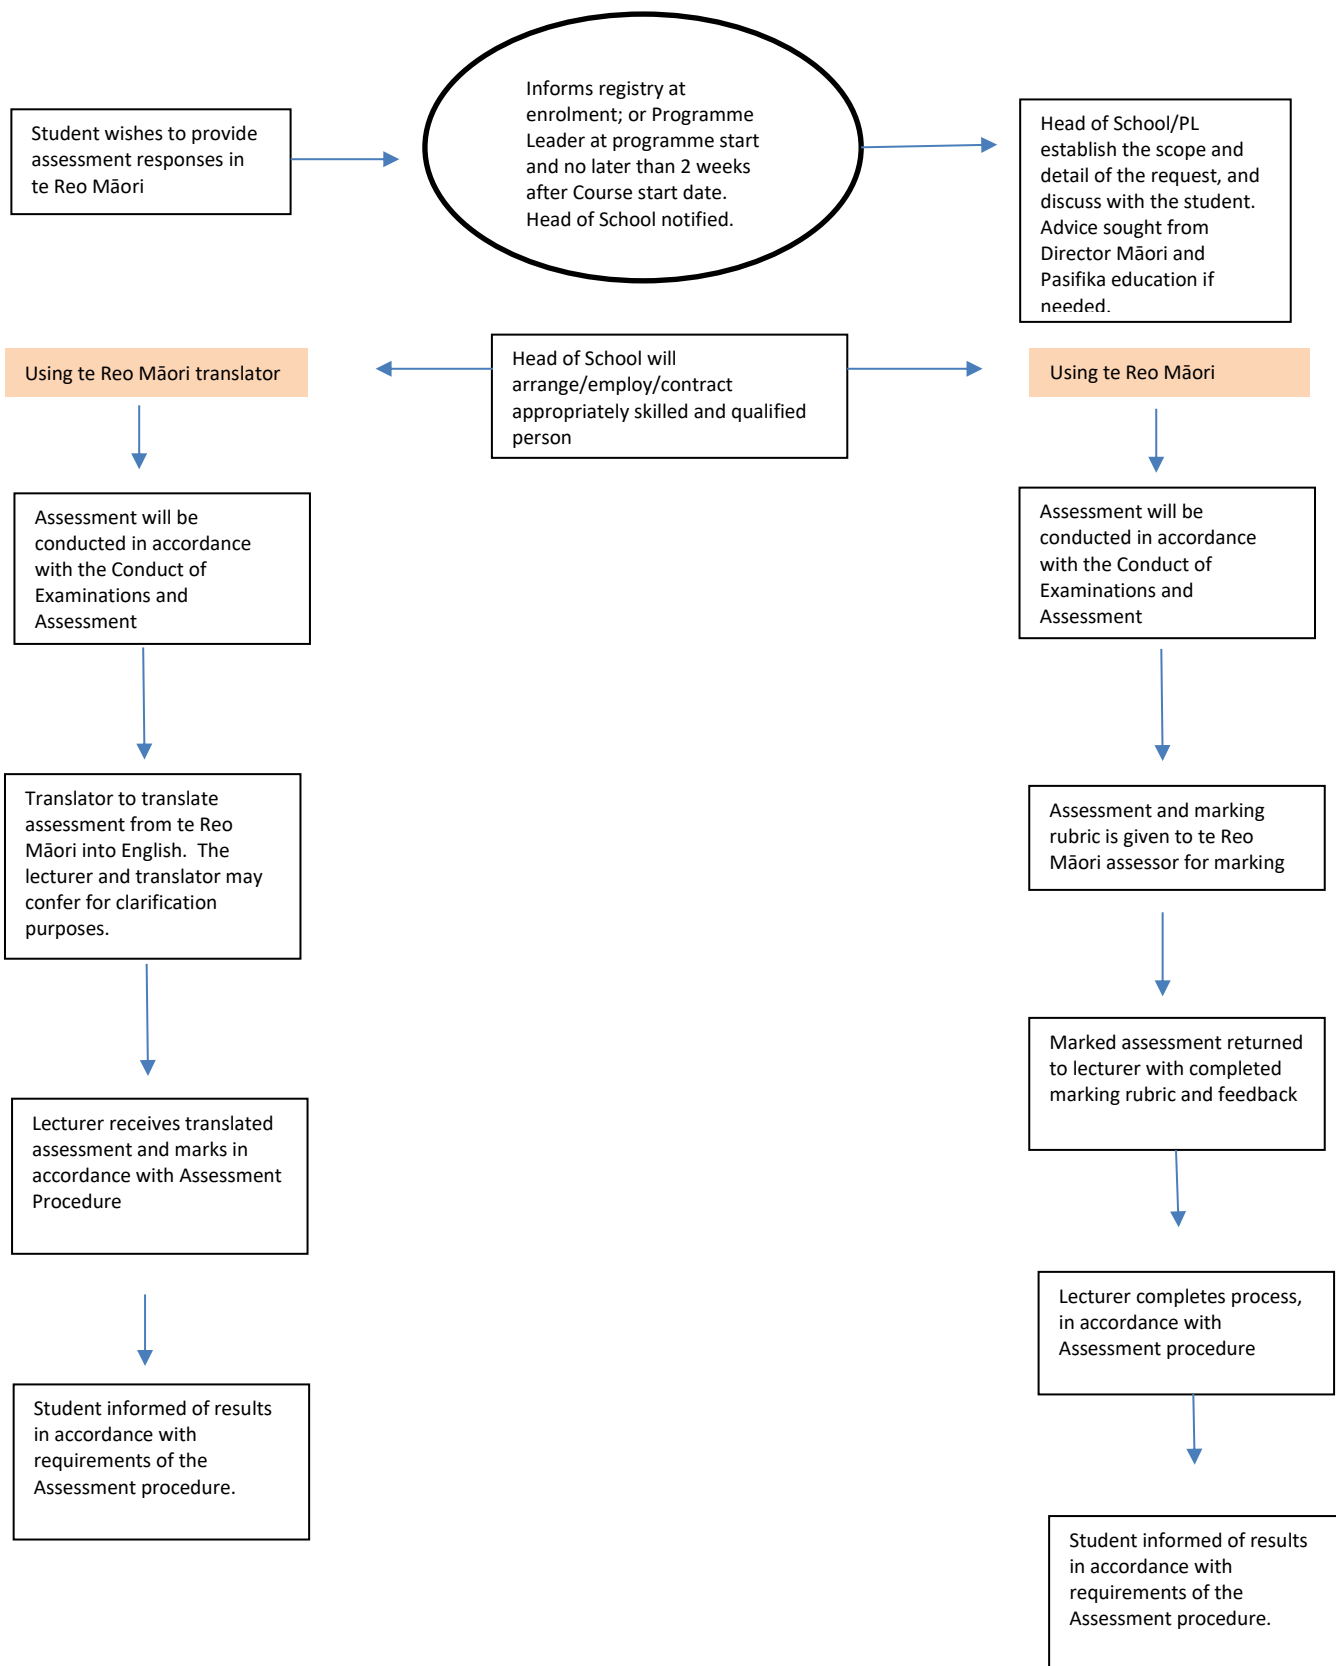 Student wishes to provide
assessment responses in
te Reo Māori
Informs registry at
enrolment; or Programme
Leader at programme start
and no later than 2 weeks
after Course start date.
Head of School notified.
Head of School/PL
establish the scope and
detail of the request, and
discuss with the student.
Advice sought from
Director Māori and
Pasifika education if
needed.
Head of School will
arrange/employ/contract
appropriately skilled and qualified
person
Using te Reo Māori translator
Assessment will be
conducted in accordance
with the Conduct of
Examinations and
Assessment
Translator to translate
assessment from te Reo
Māori into English.  The
lecturer and translator may
confer for clarification
purposes.
Lecturer receives translated
assessment and marks in
accordance with Assessment
Procedure
Student informed of results
in accordance with
requirements of the
Assessment procedure.
Using te Reo Māori
Assessment will be
conducted in accordance
with the Conduct of
Examinations and
Assessment
Assessment and marking
rubric is given to te Reo
Māori assessor for marking
Marked assessment returned
to lecturer with completed
marking rubric and feedback
Lecturer completes process,
in accordance with
Assessment procedure
Student informed of results
in accordance with
requirements of the
Assessment procedure.